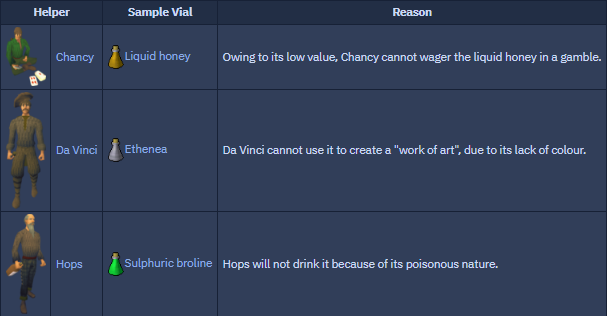 Helper Sample Vial Reason
Chancy Liquid honey Owing to its low value, Chancy cannot wager the liquid honey in a gamble.
Da Vinci Ethenea Da Vinci cannot use it to create a "work of art", due to its lack of colour.
Hops Sulphuric broline Hops will not drink it because of its poisonous nature.